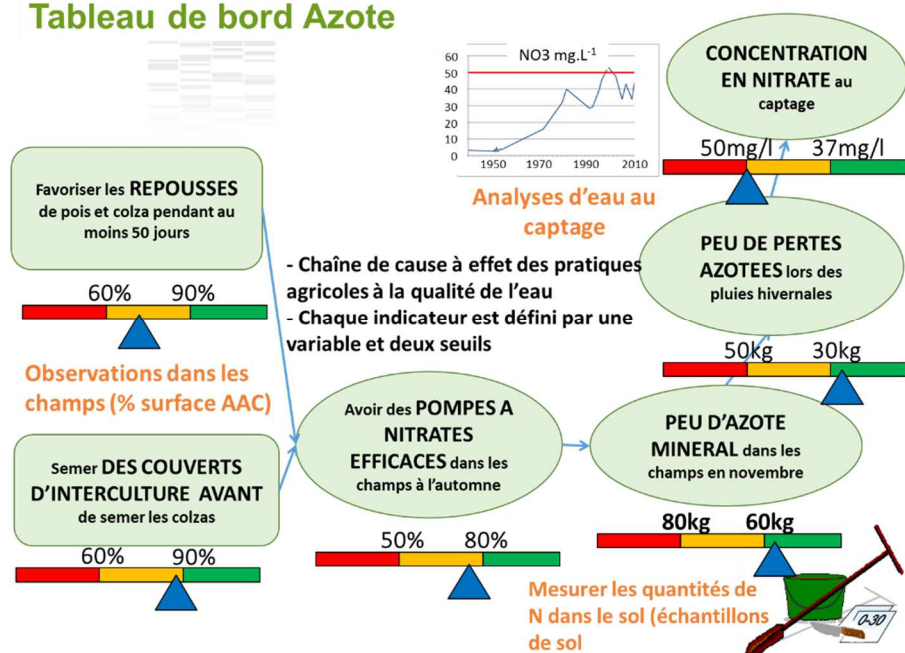 Tableau de bord Azote
NO3 mg.L-1
60
50
40
30
20
10
0
1950
1970
1990
2010
Analyses d'eau au
captage
CONCENTRATION
EN NITRATE au
captage
50mg/l
37mg/l
Favoriser les REPOUSSES
de pois et colza pendant au
moins 50 jours
60%
90%
Observations dans les
champs (% surface AAC)
- Chaîne de cause à effet des pratiques
agricoles à la qualité de l'eau
- Chaque indicateur est défini par une
variable et deux seuils
PEU DE PERTES
AZOTEES lors des
pluies hivernales
50kg
30kg
Semer DES COUVERTS
D'INTERCULTURE AVANT
de semer les colzas
60%
90%
Avoir des POMPES A
NITRATES
EFFICACES dans les
champs à l'automne
50%
80%
PEU D'AZOTE
MINERAL dans les
champs en novembre
80kg
60kg
Mesurer les quantités de
N dans le sol (échantillons
de sol
0-30